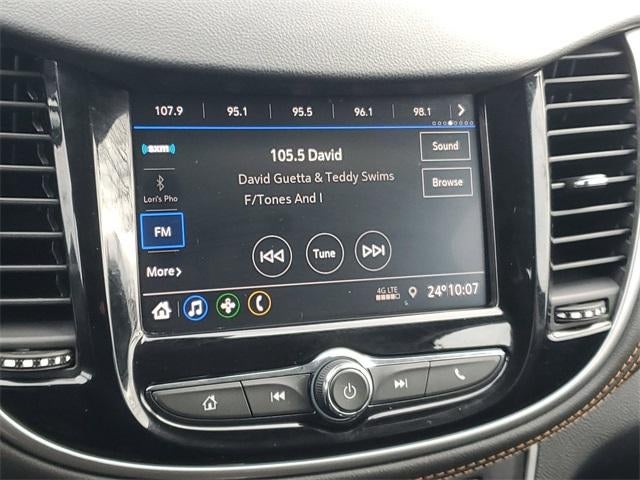 107.9 95.1 95.5 96.1 98.1
((sxm))
105.5 David
Sound
David Guetta & Teddy Swims
Browse
Lori's Pho
F/Tones And I
FM
Tune
More
4G LTE
24° 10:07